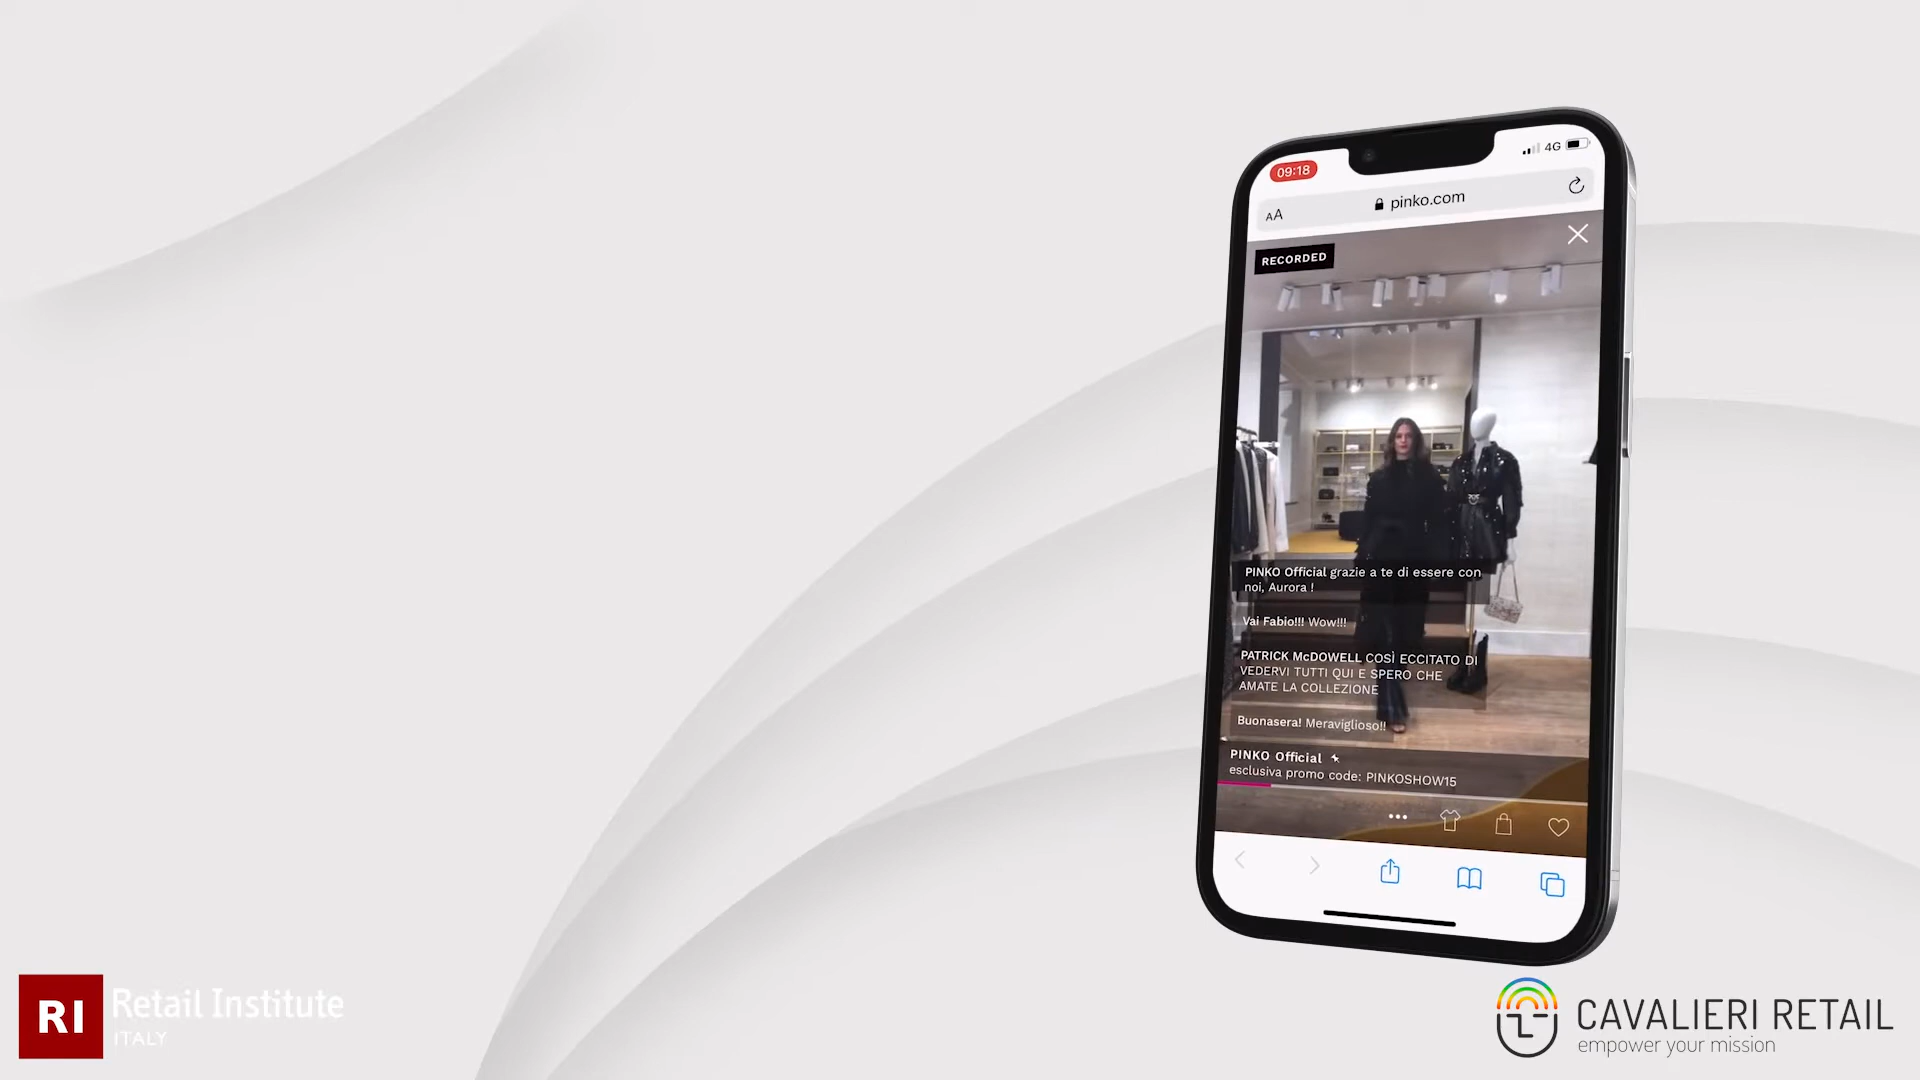 09:18
4G
AA
pinko.com
RECORDED
PINKO Official grazie a te di essere con
noi, Aurora !
Vai Fabio!!! Wow!!!
PATRICK McDOWELL COSÌ ECCITATO DI
VEDERVI TUTTI QUI E SPERO CHE
AMATE LA COLLEZIONE
Buonasera! Meraviglioso!!
PINKO Official
esclusiva promo code: PINKOSHOW15
RI
Retail Institute
ITALY
CAVALIERI RETAIL
empower your mission